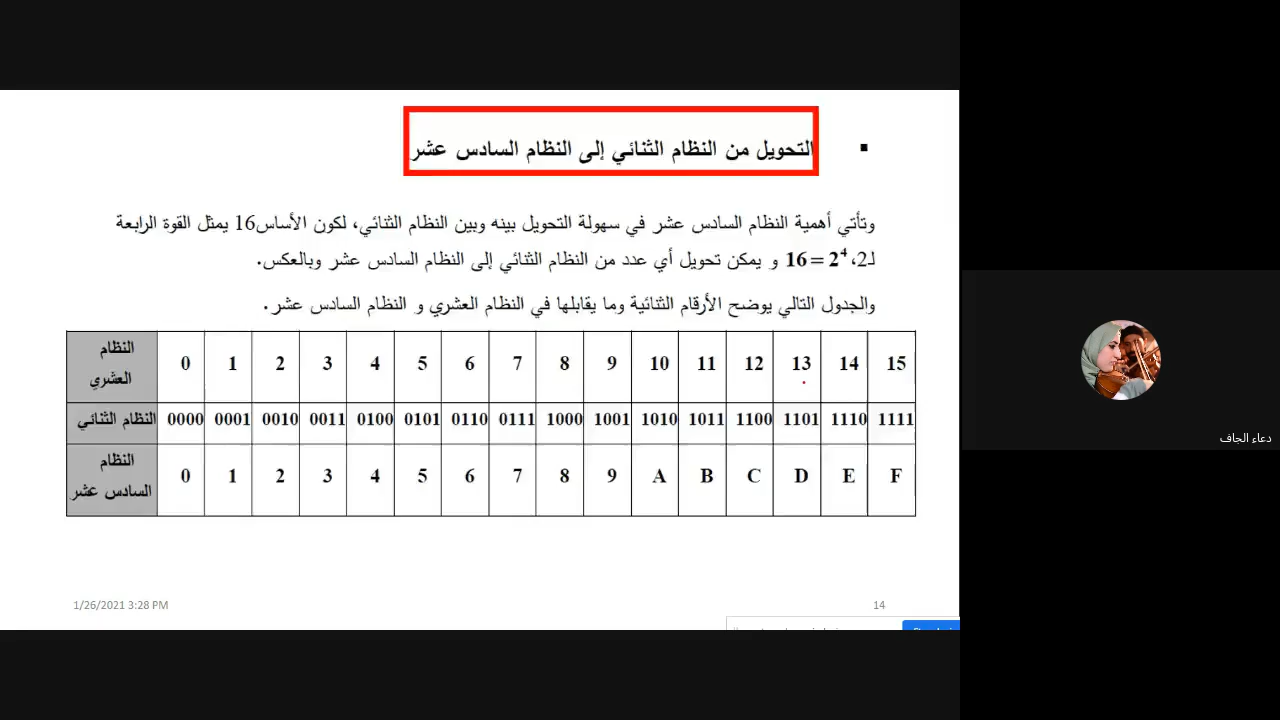 ▪ التحويل من النظام الثنائي إلى النظام السادس عشر
وتأتي أهمية النظام السادس عشر في سهولة التحويل بينه وبين النظام الثنائي، لكون الأساس16 يمثل القوة الرابعة
لـ2، 16 = 2⁴ و يمكن تحويل أي عدد من النظام الثنائي إلى النظام السادس عشر وبالعكس.
والجدول التالي يوضح الأرقام الثنائية وما يقابلها في النظام العشري و النظام السادس عشر.
النظام العشري 0 1 2 3 4 5 6 7 8 9 10 11 12 13 14 15
النظام الثنائي 0000 0001 0010 0011 0100 0101 0110 0111 1000 1001 1010 1011 1100 1101 1110 1111
النظام السادس عشر 0 1 2 3 4 5 6 7 8 9 A B C D E F
1/26/2021 3:28 PM
14
دعاء الجاف